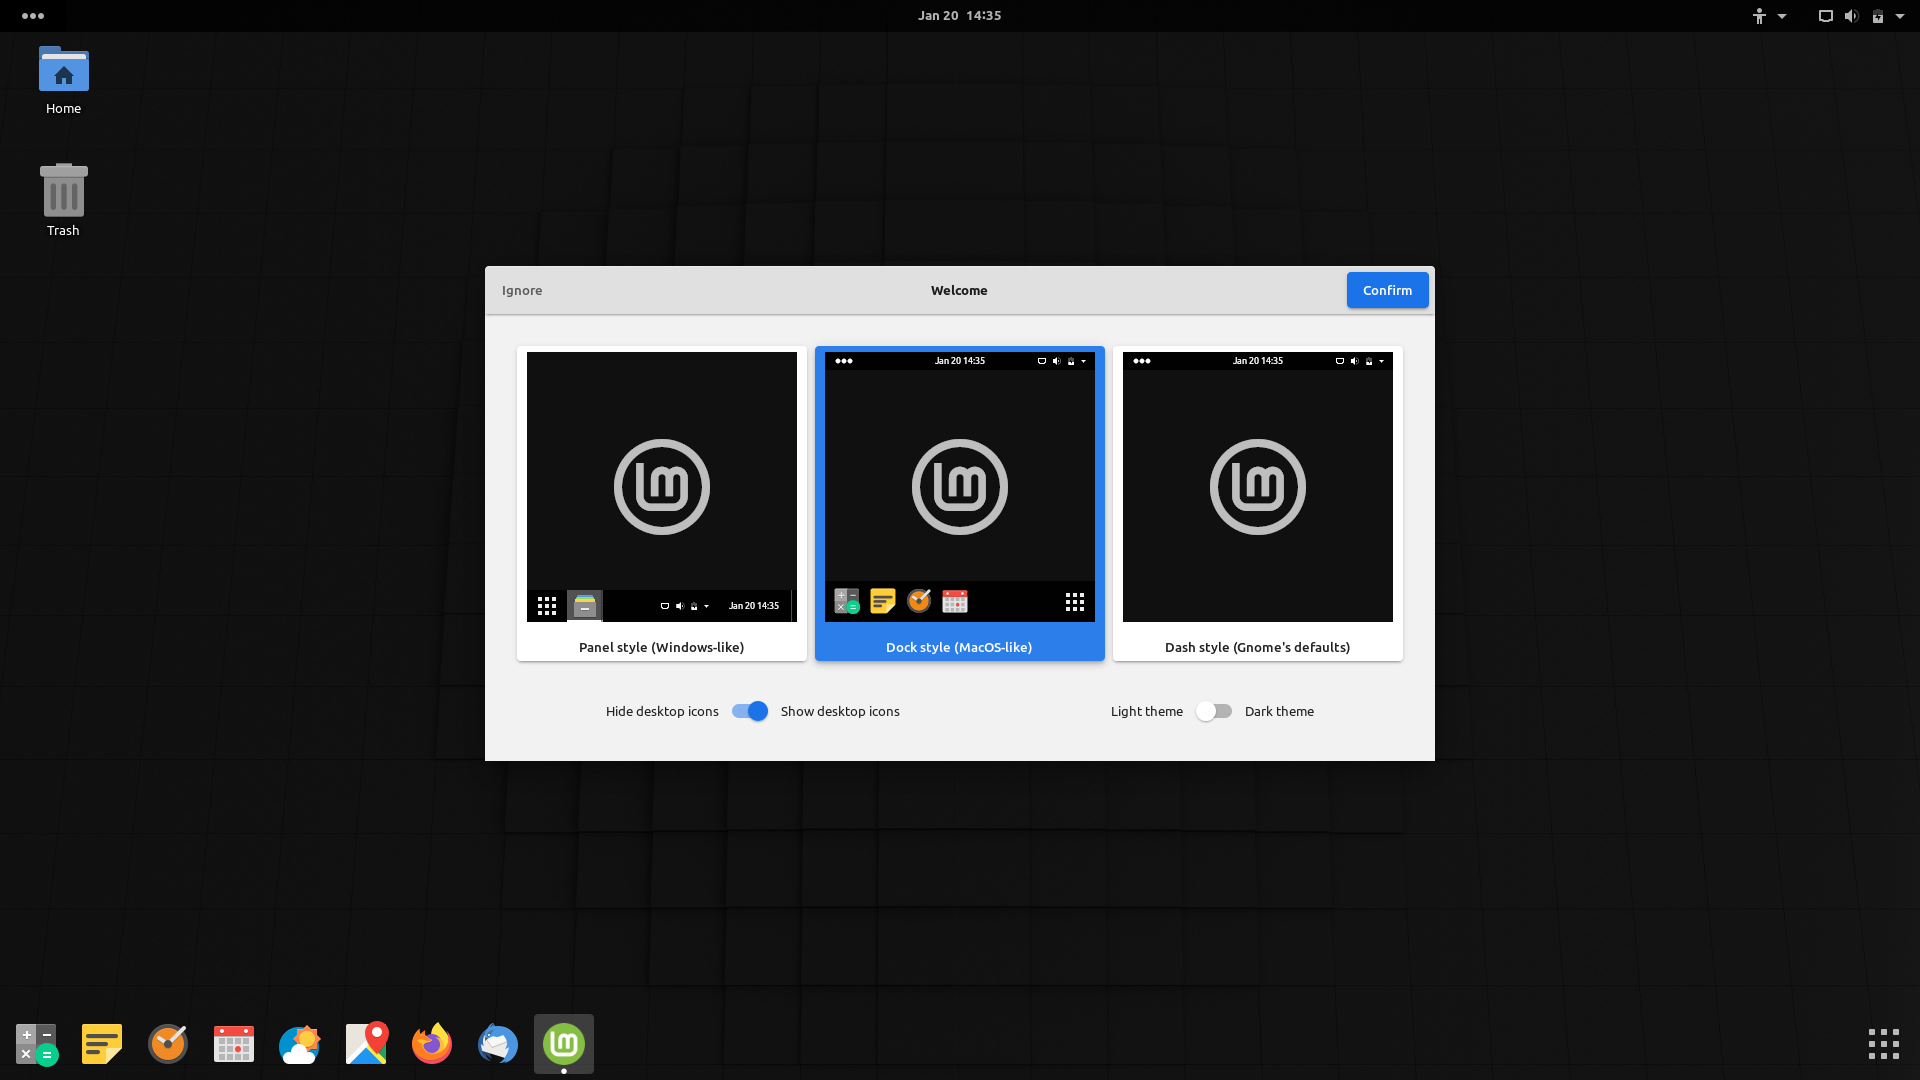 Jan 20 14:35
Home
Trash
Ignore
Welcome
Confirm
Jan 20 14:35
Panel style (Windows-like)
Jan 20 14:35
Dock style (MacOS-like)
Jan 20 14:35
Dash style (Gnome's defaults)
Hide desktop icons
Show desktop icons
Light theme
Dark theme